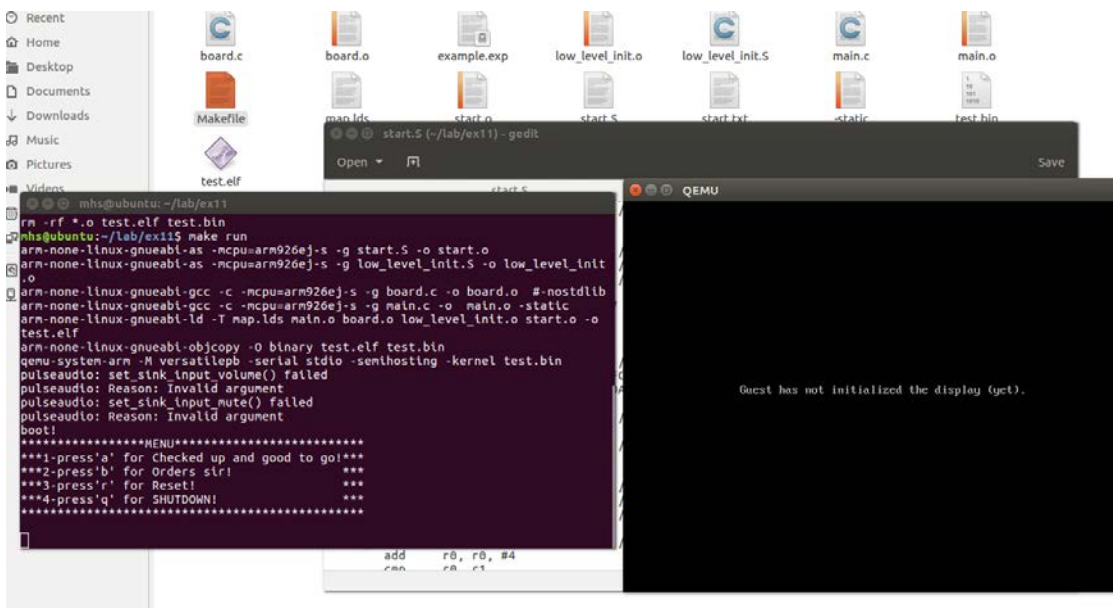 Recent
Home
Desktop
Documents
Downloads
Music
Pictures
Videos
board.c
board.o
example.exp
low_level_init.o
low_level_init.S
main.c
main.o
Makefile
map.lds
start.o
start.S
start.txt
-static
test.bin
test.elf
start.S (~/lab/ex11) - gedit
Open
Save
start.S
mhs@ubuntu: ~/lab/ex11
rm -rf *.o test.elf test.bin
mhs@ubuntu:~/lab/ex11$ make run
arm-none-linux-gnueabi-as -mcpu=arm926ej-s -g start.S -o start.o
arm-none-linux-gnueabi-as -mcpu=arm926ej-s -g low_level_init.S -o low_level_init
.o
arm-none-linux-gnueabi-gcc -c -mcpu=arm926ej-s -g board.c -o board.o  #-nostdlib
arm-none-linux-gnueabi-gcc -c -mcpu=arm926ej-s -g main.c -o  main.o -static
arm-none-linux-gnueabi-ld -T map.lds main.o board.o low_level_init.o start.o -o
test.elf
arm-none-linux-gnueabi-objcopy -O binary test.elf test.bin
qemu-system-arm -M versatilepb -serial stdio -semihosting -kernel test.bin
pulseaudio: set_sink_input_volume() failed
pulseaudio: Reason: Invalid argument
pulseaudio: set_sink_input_mute() failed
pulseaudio: Reason: Invalid argument
boot!
*****************MENU**************************
***1-press'a' for Checked up and good to go!***
***2-press'b' for Orders sir!               ***
***3-press'r' for Reset!                    ***
***4-press'q' for SHUTDOWN!                 ***
***********************************************
add r0, r0, #4
cmp r0, r1
QEMU
Guest has not initialized the display (yet).